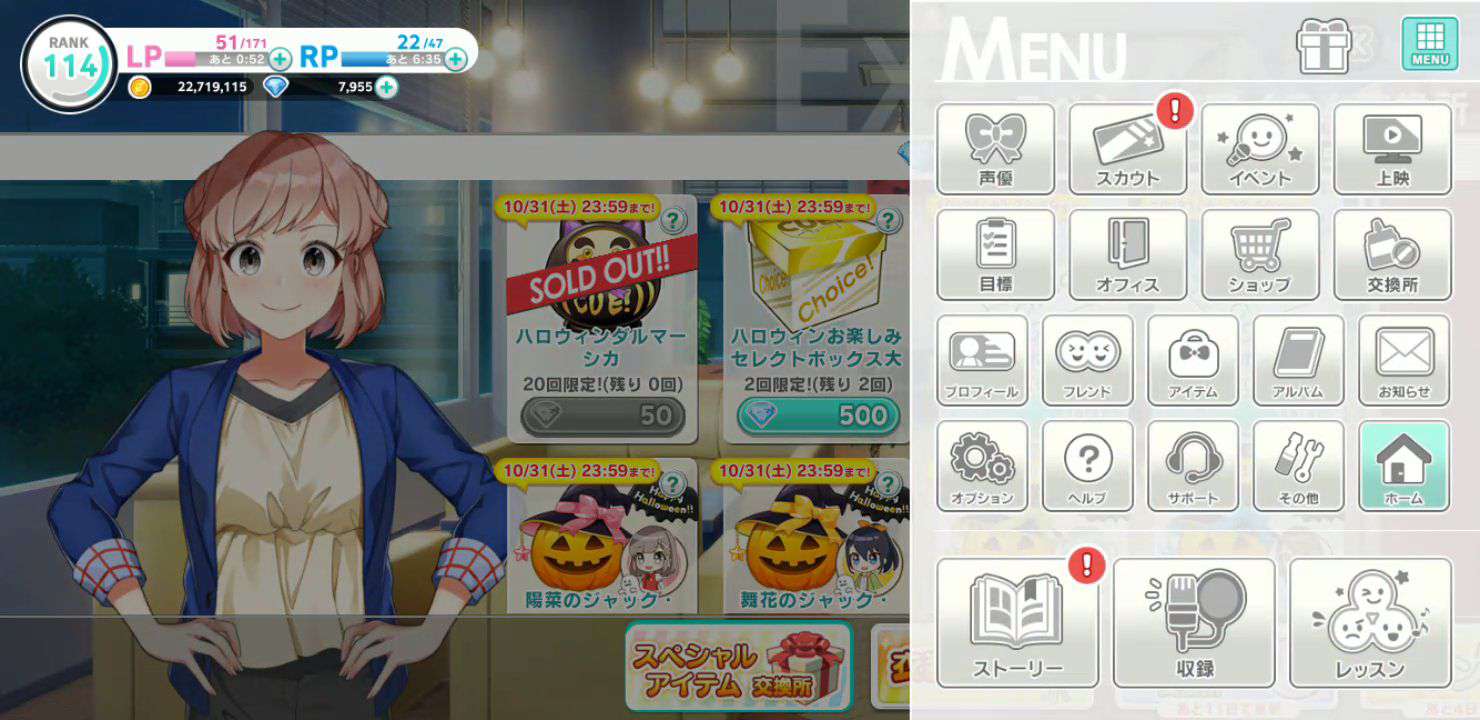 RANK
114
LP
51/171
あと 0:52
RP
22/47
あと 6:35
22,719,115
7,955
10/31(土) 23:59まで!
?
SOLD OUT!!
ハロウィンダルマー
シカ
20回限定!(残り 0回)
50
10/31(土) 23:59まで!
?
Choice!
ハロウィンお楽しみ
セレクトボックス大
2回限定!(残り 2回)
500
10/31(土) 23:59まで!
?
Happy
Halloween!!
陽菜のジャック・
10/31(土) 23:59まで!
?
Happy
Halloween!!
舞花のジャック・
スペシャル
アイテム 交換所
MENU
MENU
声優
スカウト
イベント
上映
目標
オフィス
ショップ
交換所
プロフィール
フレンド
アイテム
アルバム
お知らせ
オプション
ヘルプ
サポート
その他
ホーム
ストーリー
収録
レッスン